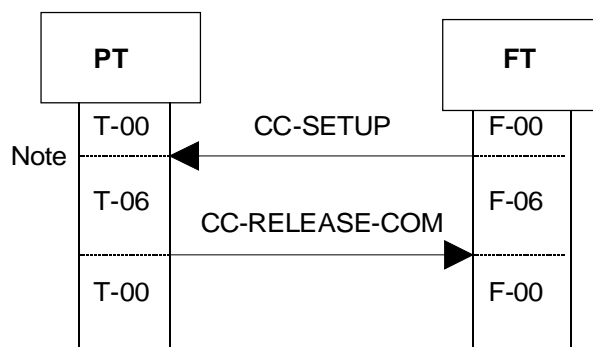 PT FT
T-00 CC-SETUP F-00
Note
T-06 F-06
CC-RELEASE-COM
T-00 F-00